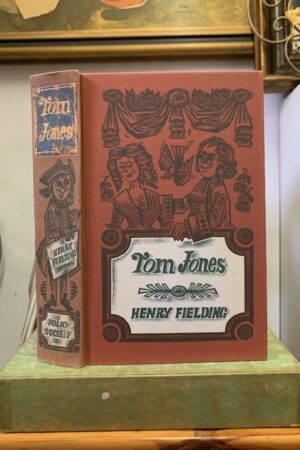 Tom
Jones
HENRY
FIELDING
FOLIO
SOCIETY
Tom Jones
HENRY FIELDING